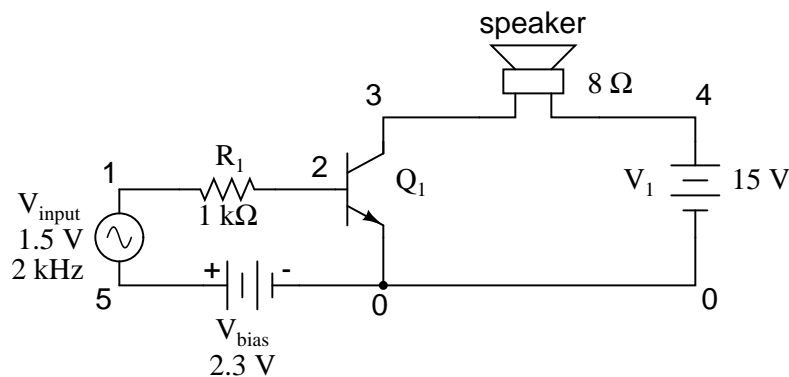 speaker
8 Ω
3
4
R1
1
2
Q1
V1
15 V
Vinput
1 kΩ
1.5 V
2 kHz
+
-
5
0
0
Vbias
2.3 V